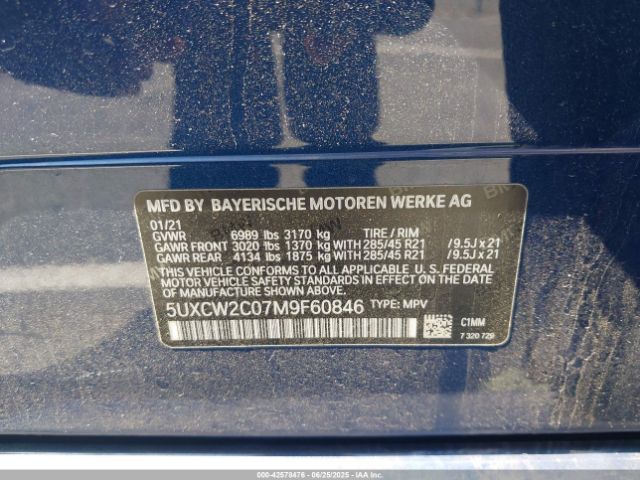 MFD BY BAYERISCHE MOTOREN WERKE AG
01/21
GVWR 6989 lbs 3170 kg TIRE / RIM
GAWR FRONT 3020 lbs 1370 kg WITH 285/45 R21 / 9.5J x 21
GAWR REAR 4134 lbs 1875 kg WITH 285/45 R21 / 9.5J x 21
THIS VEHICLE CONFORMS TO ALL APPLICABLE U. S. FEDERAL
MOTOR VEHICLE SAFETY STANDARDS IN EFFECT ON THE DATE OF
MANUFACTURE SHOWN ABOVE.
5UXCW2C07M9F60846 TYPE: MPV
C1MM
7 320 729
000-42578476 06/25/2025 IAAI.COM